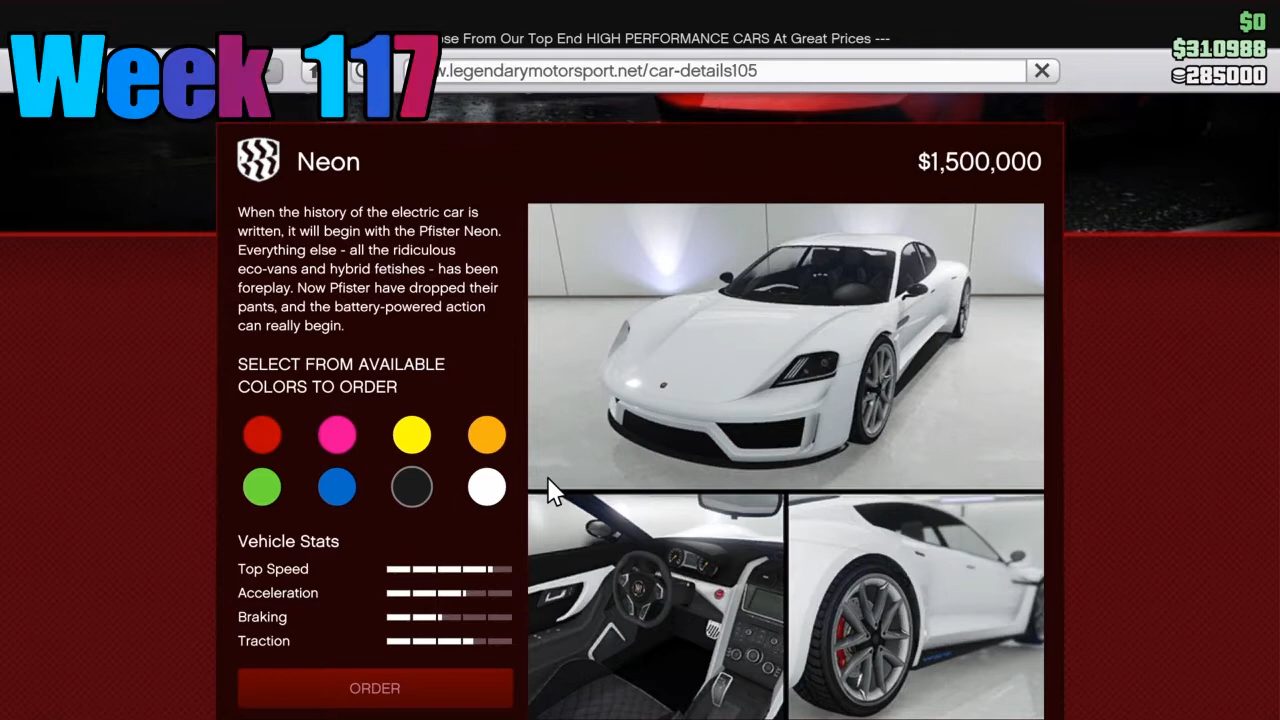 Week 117
ose From Our Top End HIGH PERFORMANCE CARS At Great Prices ---
$0
$310988
285000
w.legendarymotorsport.net/car-details105
Neon
$1,500,000
When the history of the electric car is
written, it will begin with the Pfister Neon.
Everything else - all the ridiculous
eco-vans and hybrid fetishes - has been
foreplay. Now Pfister have dropped their
pants, and the battery-powered action
can really begin.
SELECT FROM AVAILABLE
COLORS TO ORDER
Vehicle Stats
Top Speed
Acceleration
Braking
Traction
ORDER